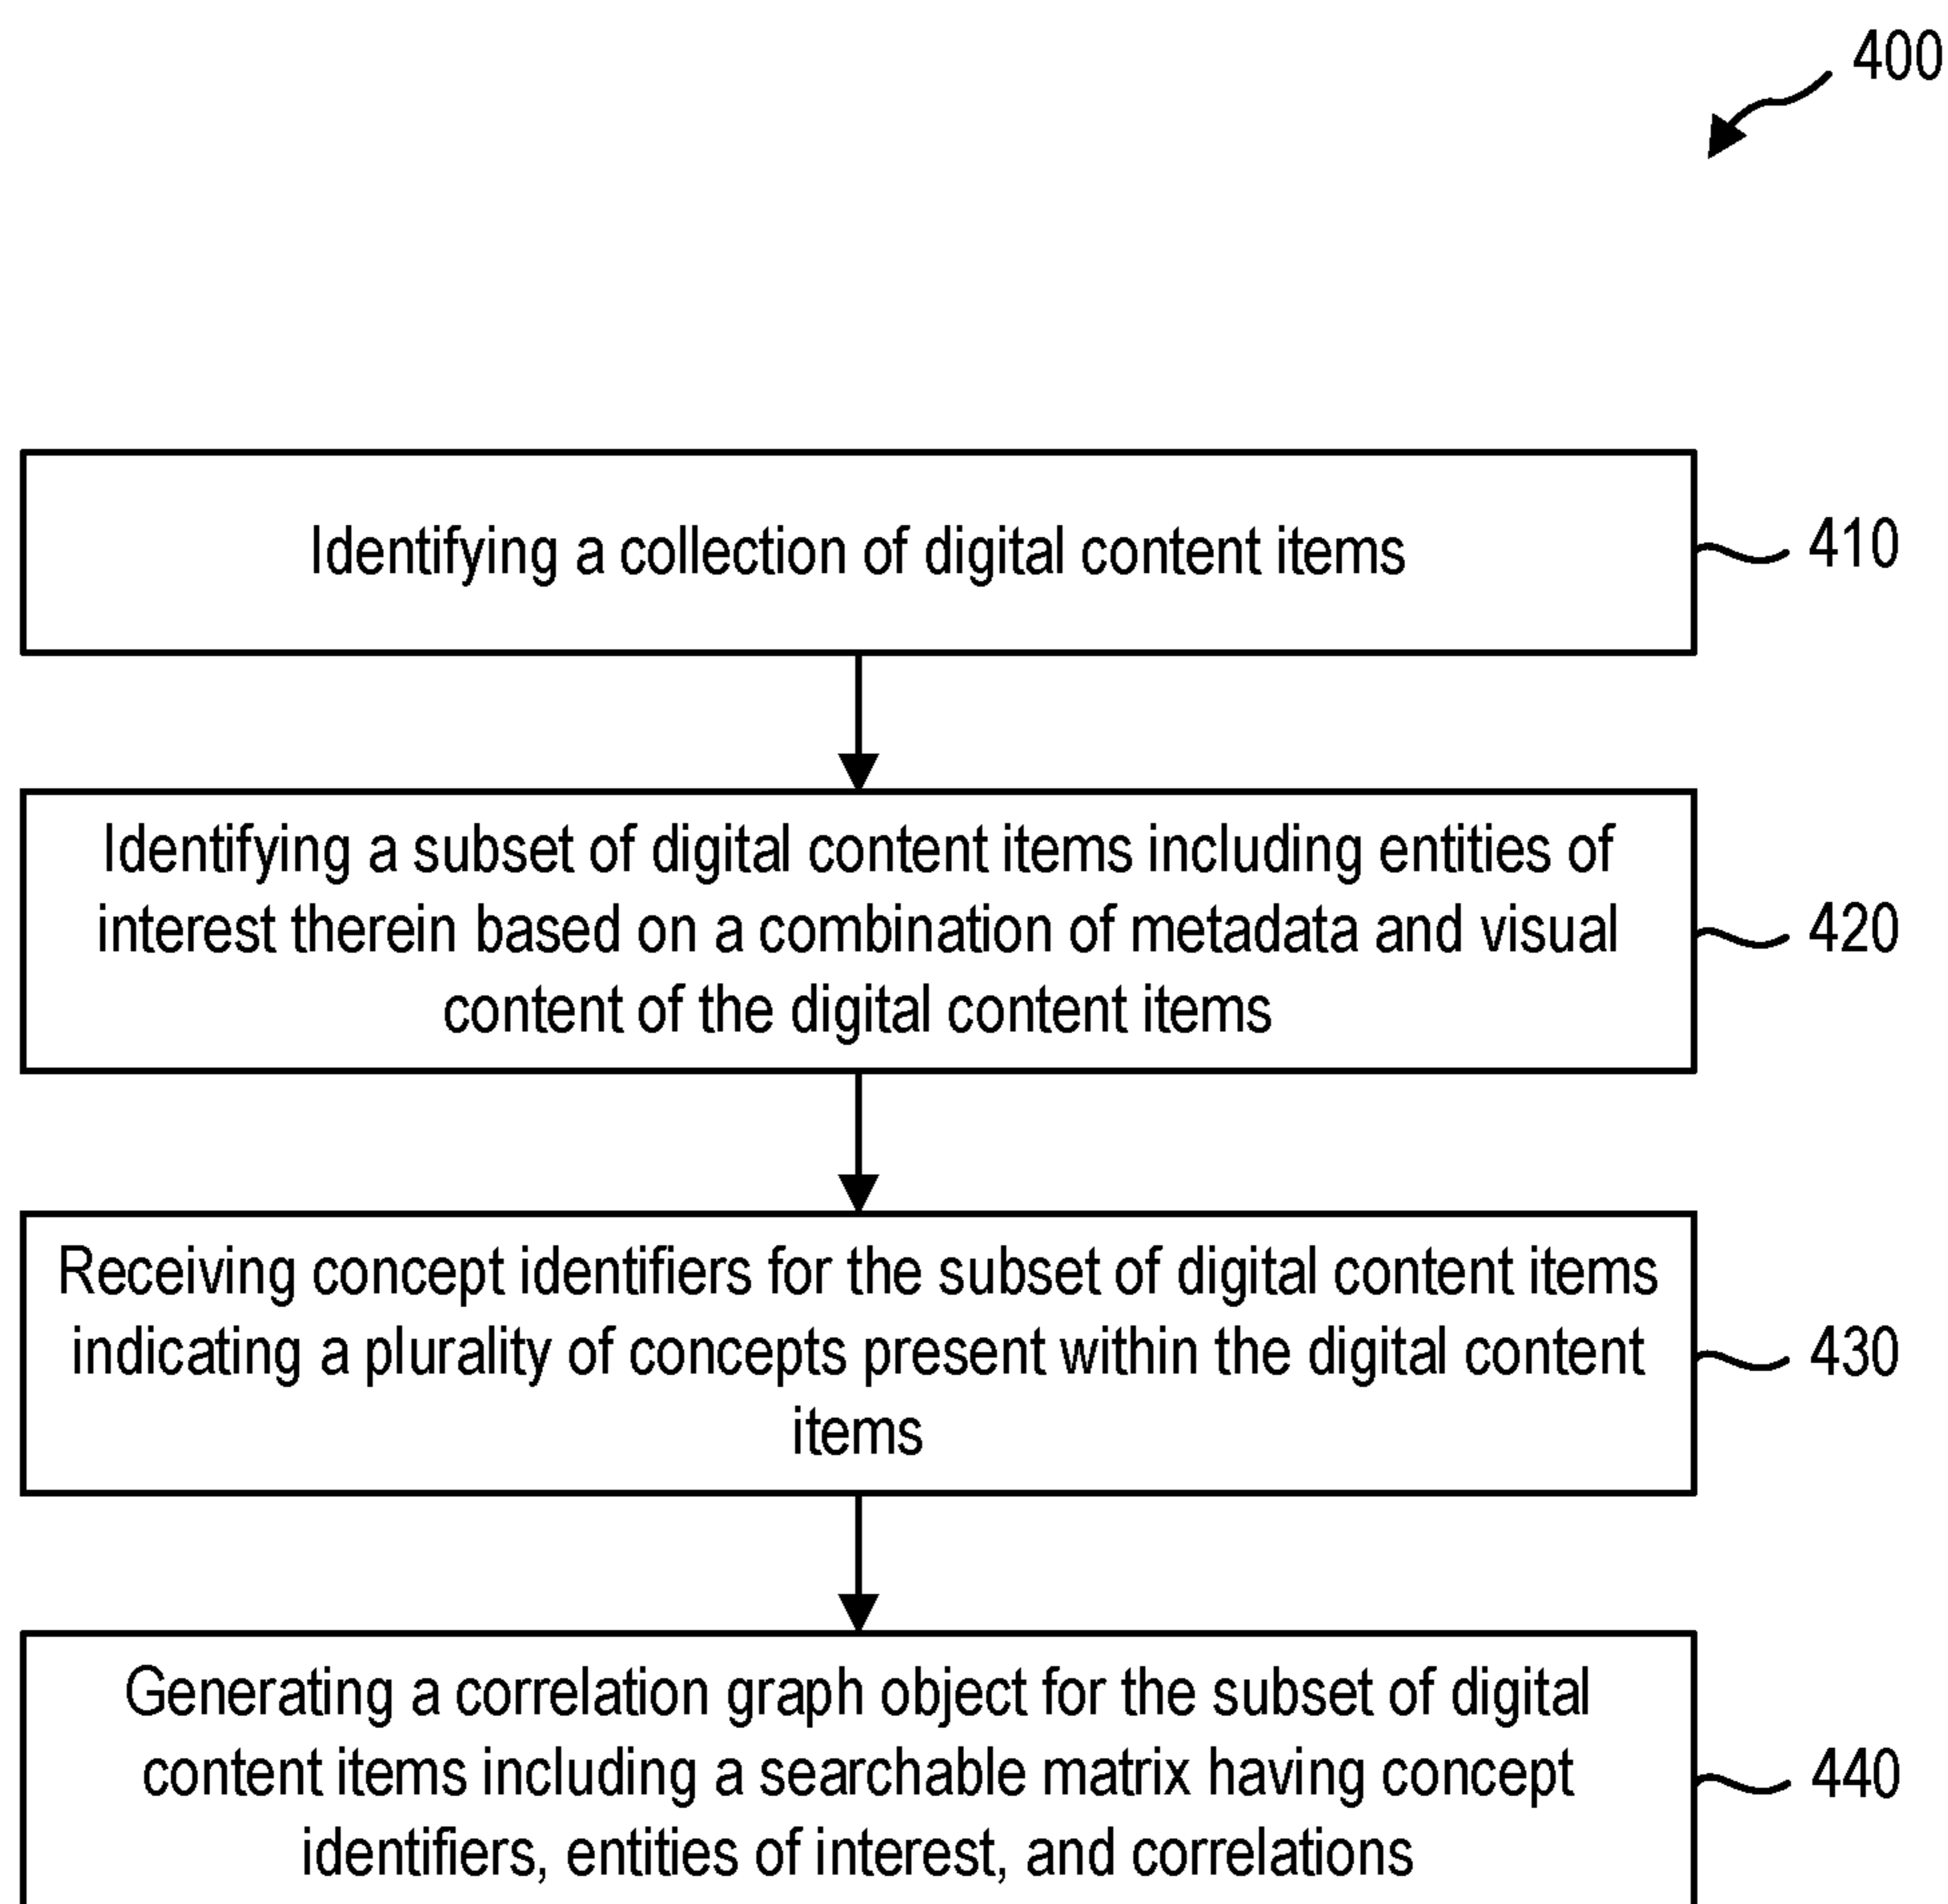 400
Identifying a collection of digital content items
410
Identifying a subset of digital content items including entities of
interest therein based on a combination of metadata and visual
content of the digital content items
420
Receiving concept identifiers for the subset of digital content items
indicating a plurality of concepts present within the digital content
items
430
Generating a correlation graph object for the subset of digital
content items including a searchable matrix having concept
identifiers, entities of interest, and correlations
440